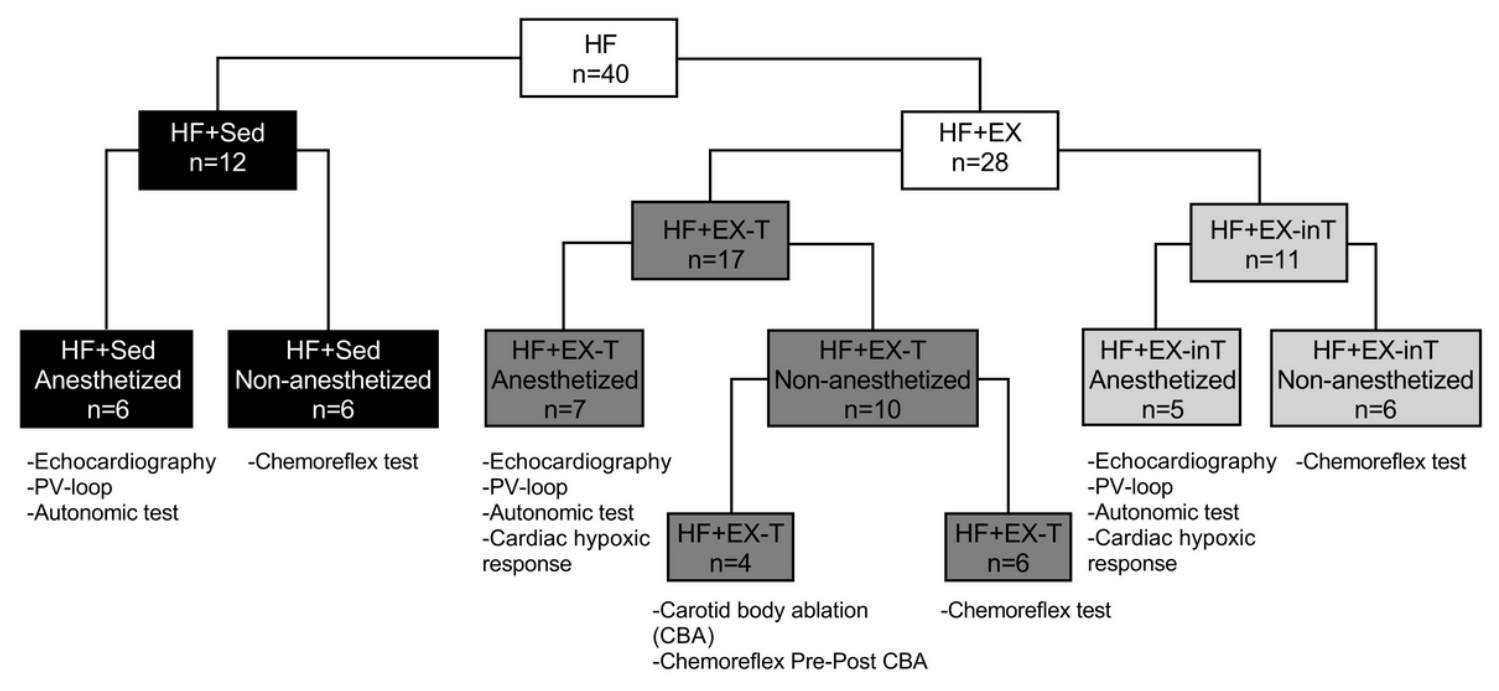 HF
n=40
HF+Sed
n=12
HF+EX
n=28
HF+EX-T
n=17
HF+EX-inT
n=11
HF+Sed
Anesthetized
n=6
HF+Sed
Non-anesthetized
n=6
HF+EX-T
Anesthetized
n=7
HF+EX-T
Non-anesthetized
n=10
HF+EX-inT
Anesthetized
n=5
HF+EX-inT
Non-anesthetized
n=6
-Echocardiography
-PV-loop
-Autonomic test
-Chemoreflex test
-Echocardiography
-PV-loop
-Autonomic test
-Cardiac hypoxic
response
HF+EX-T
n=4
HF+EX-T
n=6
-Echocardiography
-PV-loop
-Autonomic test
-Cardiac hypoxic
response
-Chemoreflex test
-Carotid body ablation
(CBA)
-Chemoreflex Pre-Post CBA
-Chemoreflex test